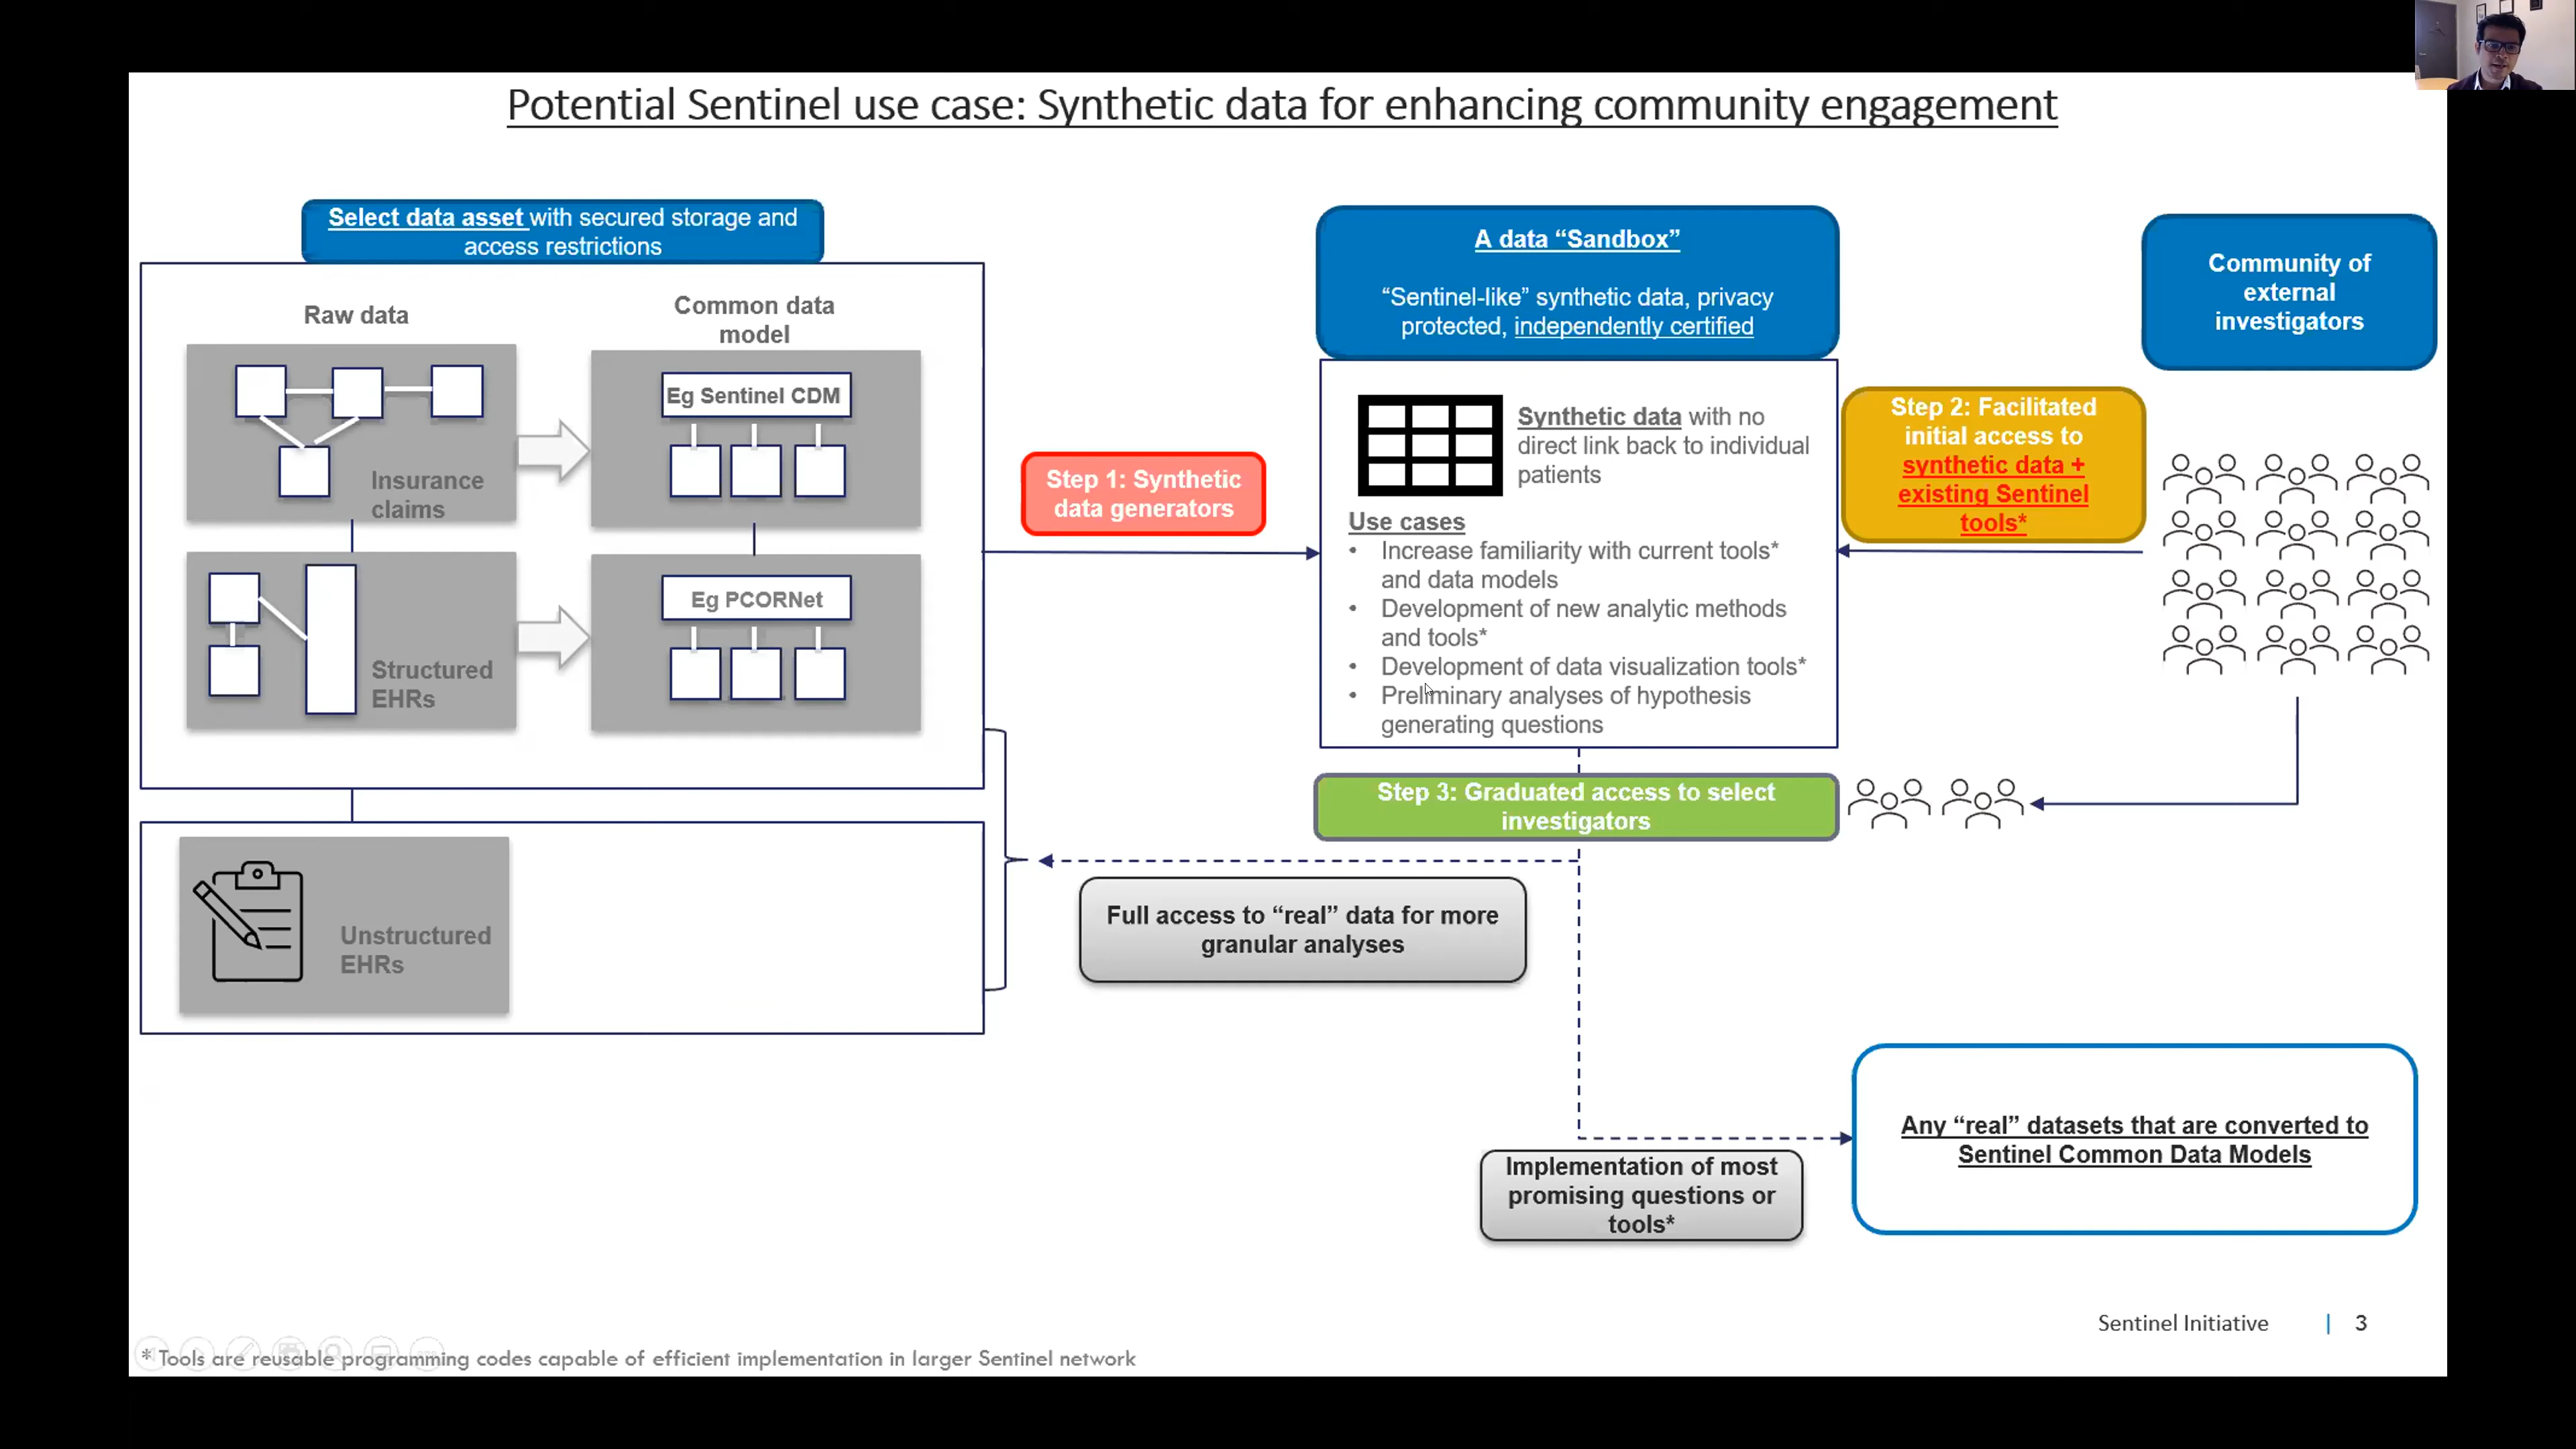 Potential Sentinel use case: Synthetic data for enhancing community engagement
Select data asset with secured storage and
access restrictions
Raw data
Common data
model
Insurance
claims
Eg Sentinel CDM
Structured
EHRs
Eg PCORNet
Unstructured
EHRs
Step 1: Synthetic
data generators
A data “Sandbox”
“Sentinel-like” synthetic data, privacy
protected, independently certified
Synthetic data with no
direct link back to individual
patients
Use cases
• Increase familiarity with current tools*
and data models
• Development of new analytic methods
and tools*
• Development of data visualization tools*
• Preliminary analyses of hypothesis
generating questions
Step 2: Facilitated
initial access to
synthetic data +
existing Sentinel
tools*
Community of
external
investigators
Step 3: Graduated access to select
investigators
Full access to “real” data for more
granular analyses
Implementation of most
promising questions or
tools*
Any “real” datasets that are converted to
Sentinel Common Data Models
Sentinel Initiative | 3
* Tools are reusable programming codes capable of efficient implementation in larger Sentinel network